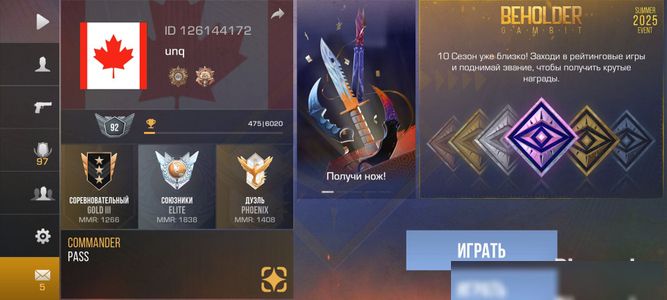 ID 126144172
unq
92
475|6020
97
СОРЕВНОВАТЕЛЬНЫЙ
GOLD III
MMR: 1266
СОЮЗНИКИ
ELITE
MMR: 1838
ДУЭЛЬ
PHOENIX
MMR: 1408
COMMANDER
PASS
5
Получи нож!
BEHOLDER
GAMBIT
SUMMER
2025
EVENT
10 Сезон уже близко! Заходи в рейтинговые игры
и поднимай звание, чтобы получить крутые
награды.
ИГРАТЬ